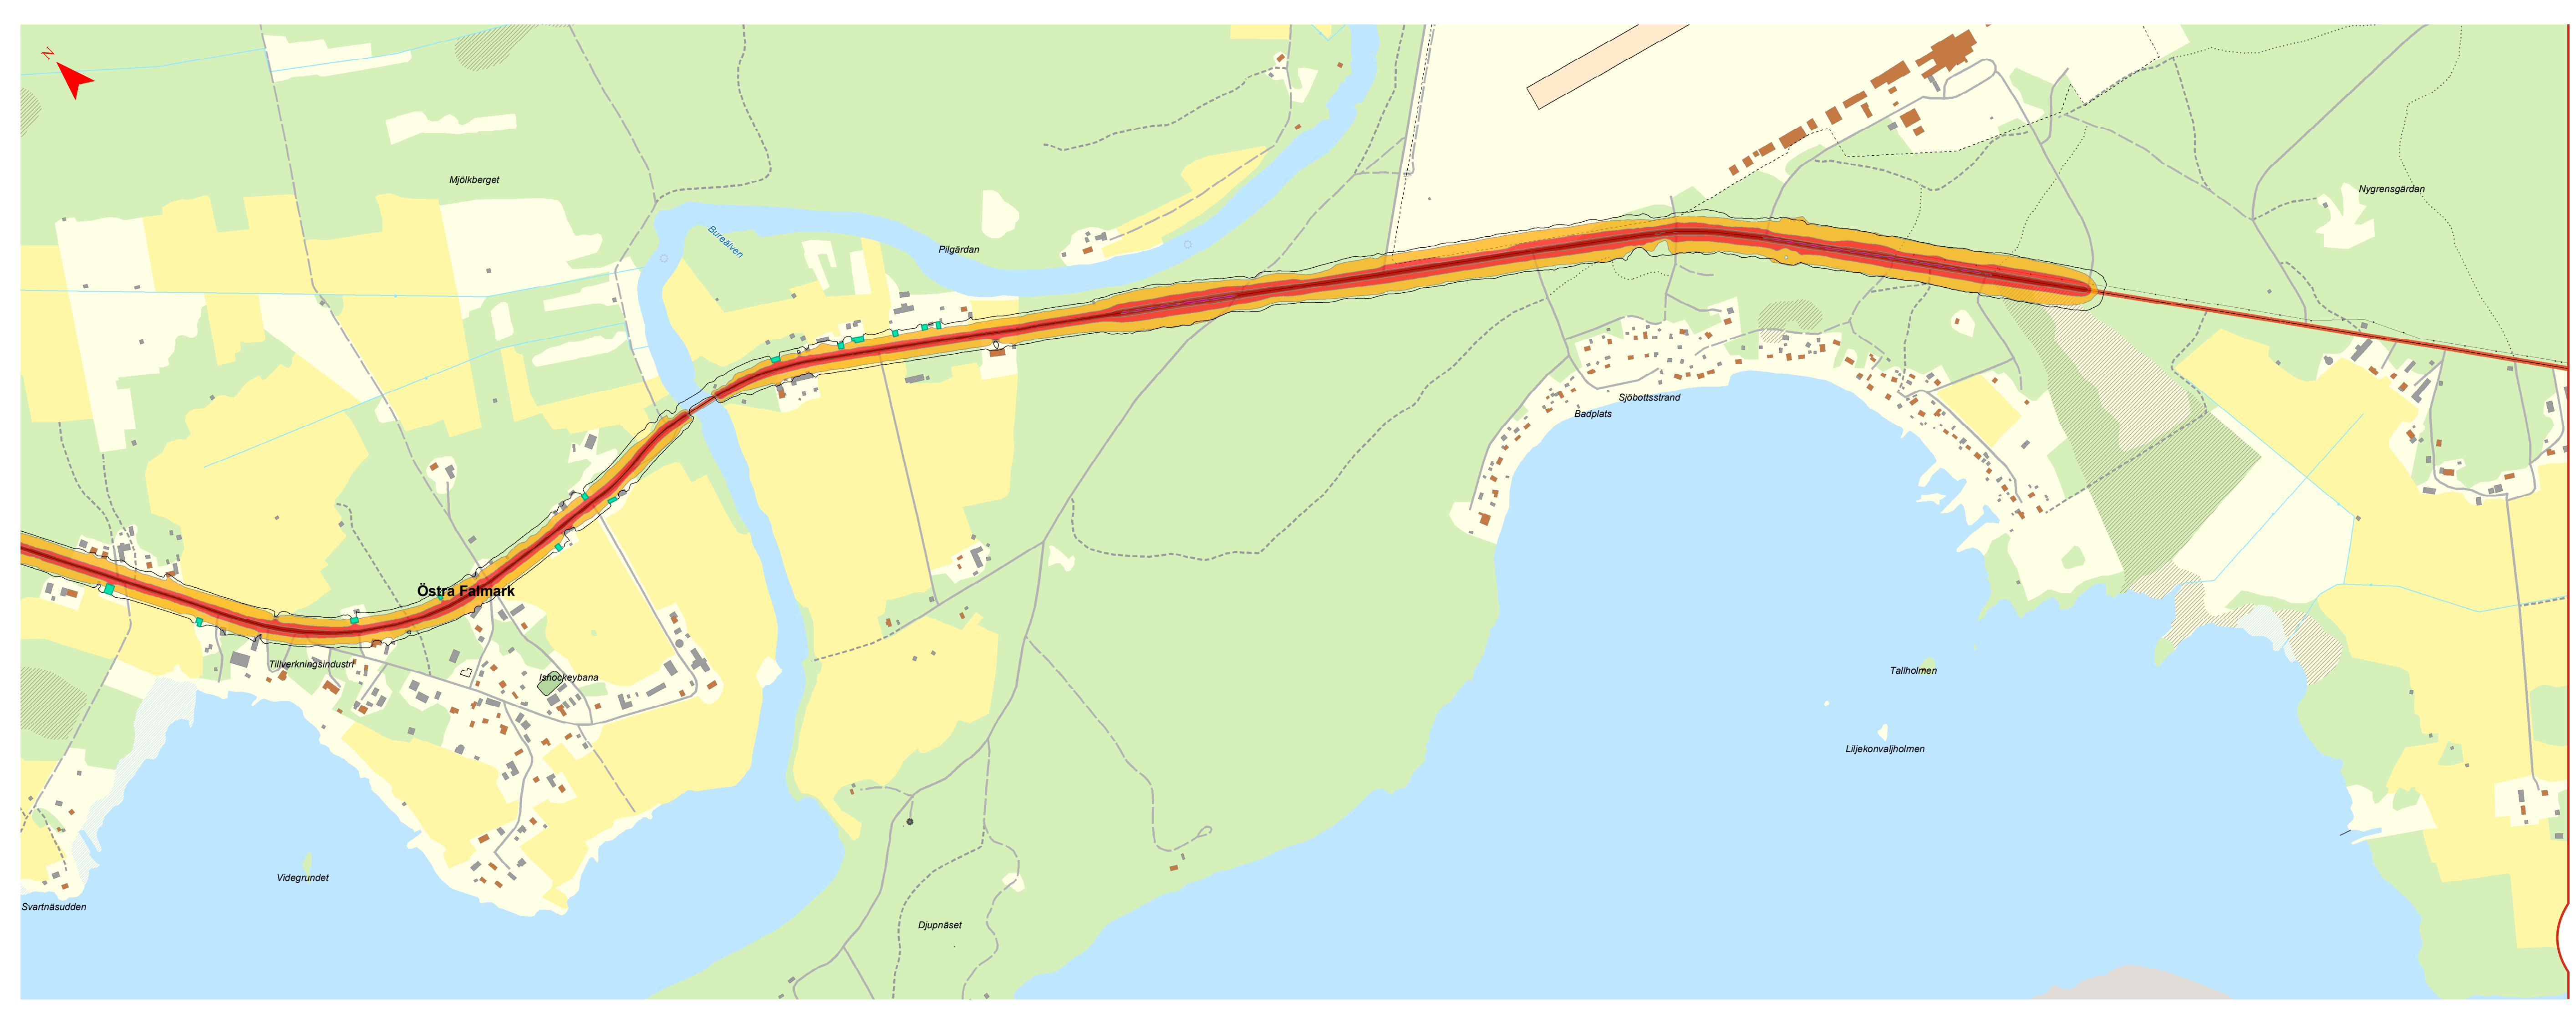 N
Mjölkberget
Nygrensgärdan
Bureälven
Pilgärdan
Sjöbottsstrand
Badplats
Östra Falmark
Tillverkningsindustri
Ishockeybana
Tallholmen
Liljekonvaljholmen
Videgrundet
Svartnäsudden
Djupnäset